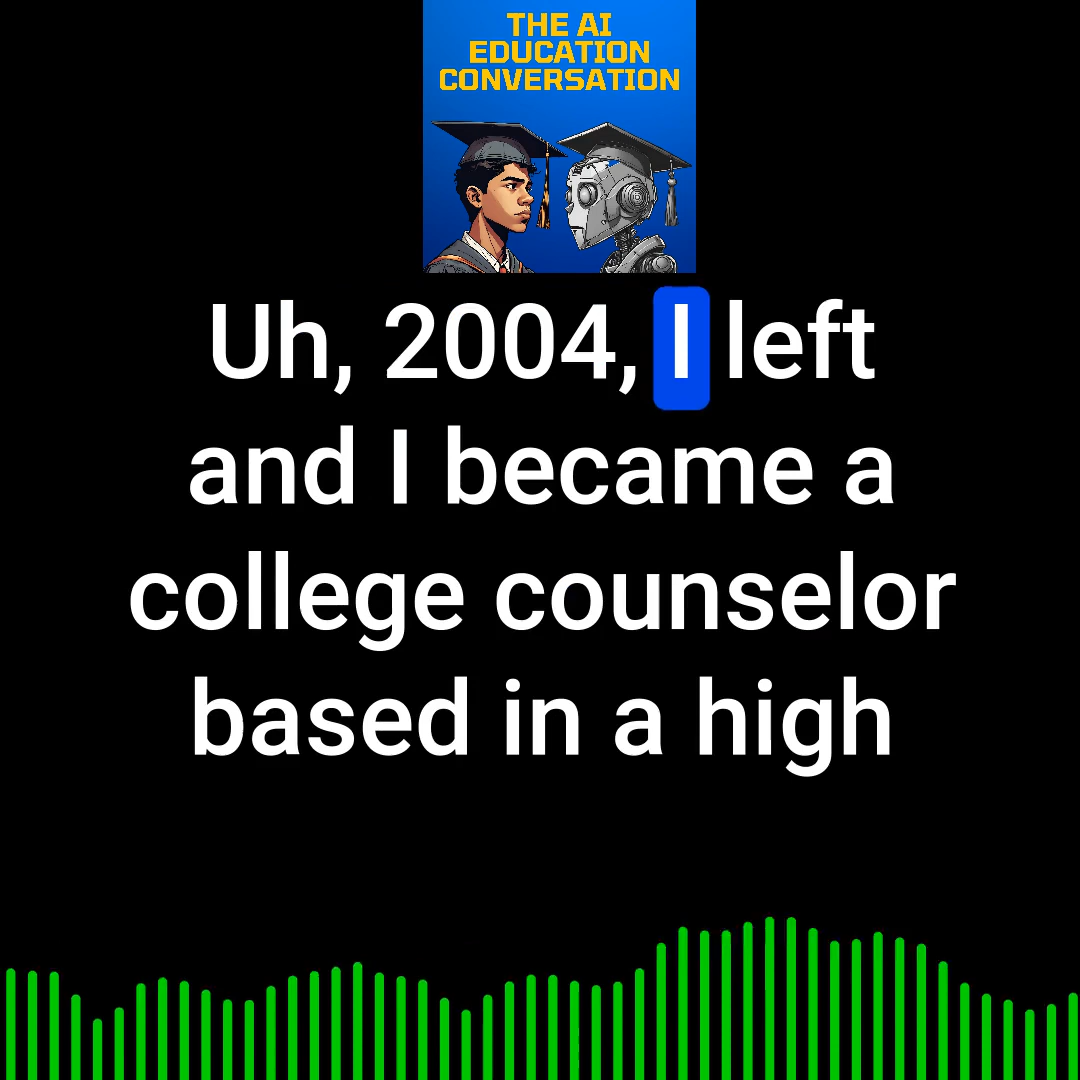 THE AI
EDUCATION
CONVERSATION
Uh, 2004, I left
and I became a
college counselor
based in a high